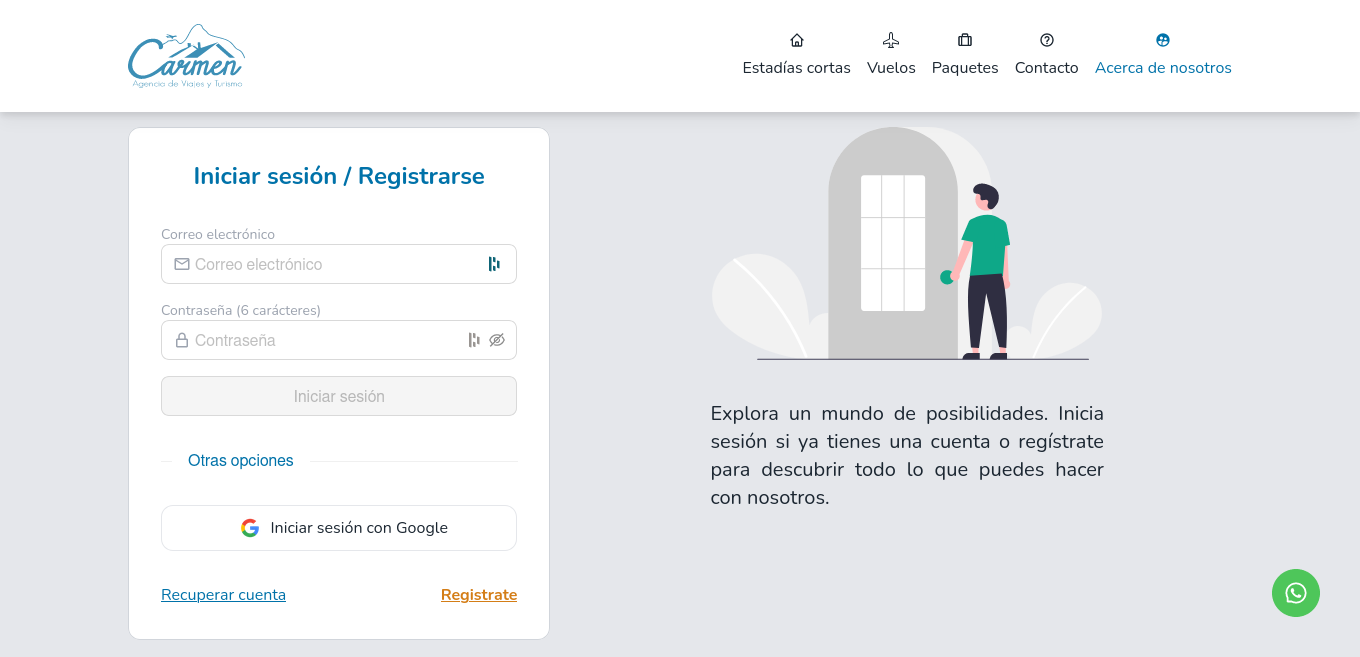 Carmen
Agencia de Viajes y Turismo
Estadías cortas
Vuelos
Paquetes
Contacto
Acerca de nosotros
Iniciar sesión / Registrarse
Correo electrónico
Correo electrónico
Contraseña (6 carácteres)
Contraseña
Iniciar sesión
Otras opciones
Iniciar sesión con Google
Recuperar cuenta
Registrate
Explora un mundo de posibilidades. Inicia
sesión si ya tienes una cuenta o regístrate
para descubrir todo lo que puedes hacer
con nosotros.